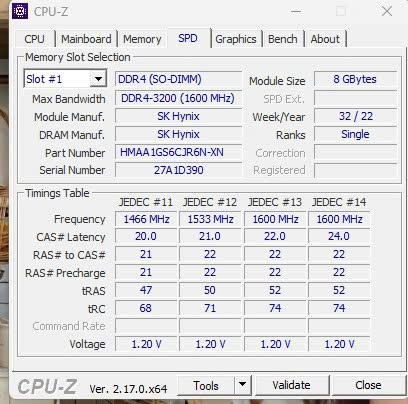 CPU-Z
CPU Mainboard Memory SPD Graphics Bench About
Memory Slot Selection
Slot #1 DDR4 (SO-DIMM) Module Size 8 GBytes
Max Bandwidth DDR4-3200 (1600 MHz) SPD Ext.
Module Manuf. SK Hynix Week/Year 32 / 22
DRAM Manuf. SK Hynix Ranks Single
Part Number HMAA1GS6CJR6N-XN Correction
Serial Number 27A1D390 Registered
Timings Table
JEDEC #11 JEDEC #12 JEDEC #13 JEDEC #14
Frequency 1466 MHz 1533 MHz 1600 MHz 1600 MHz
CAS# Latency 20.0 21.0 22.0 24.0
RAS# to CAS# 21 22 22 22
RAS# Precharge 21 22 22 22
tRAS 47 50 52 52
tRC 68 71 74 74
Command Rate
Voltage 1.20 V 1.20 V 1.20 V 1.20 V
CPU-Z Ver. 2.17.0.x64 Tools Validate Close